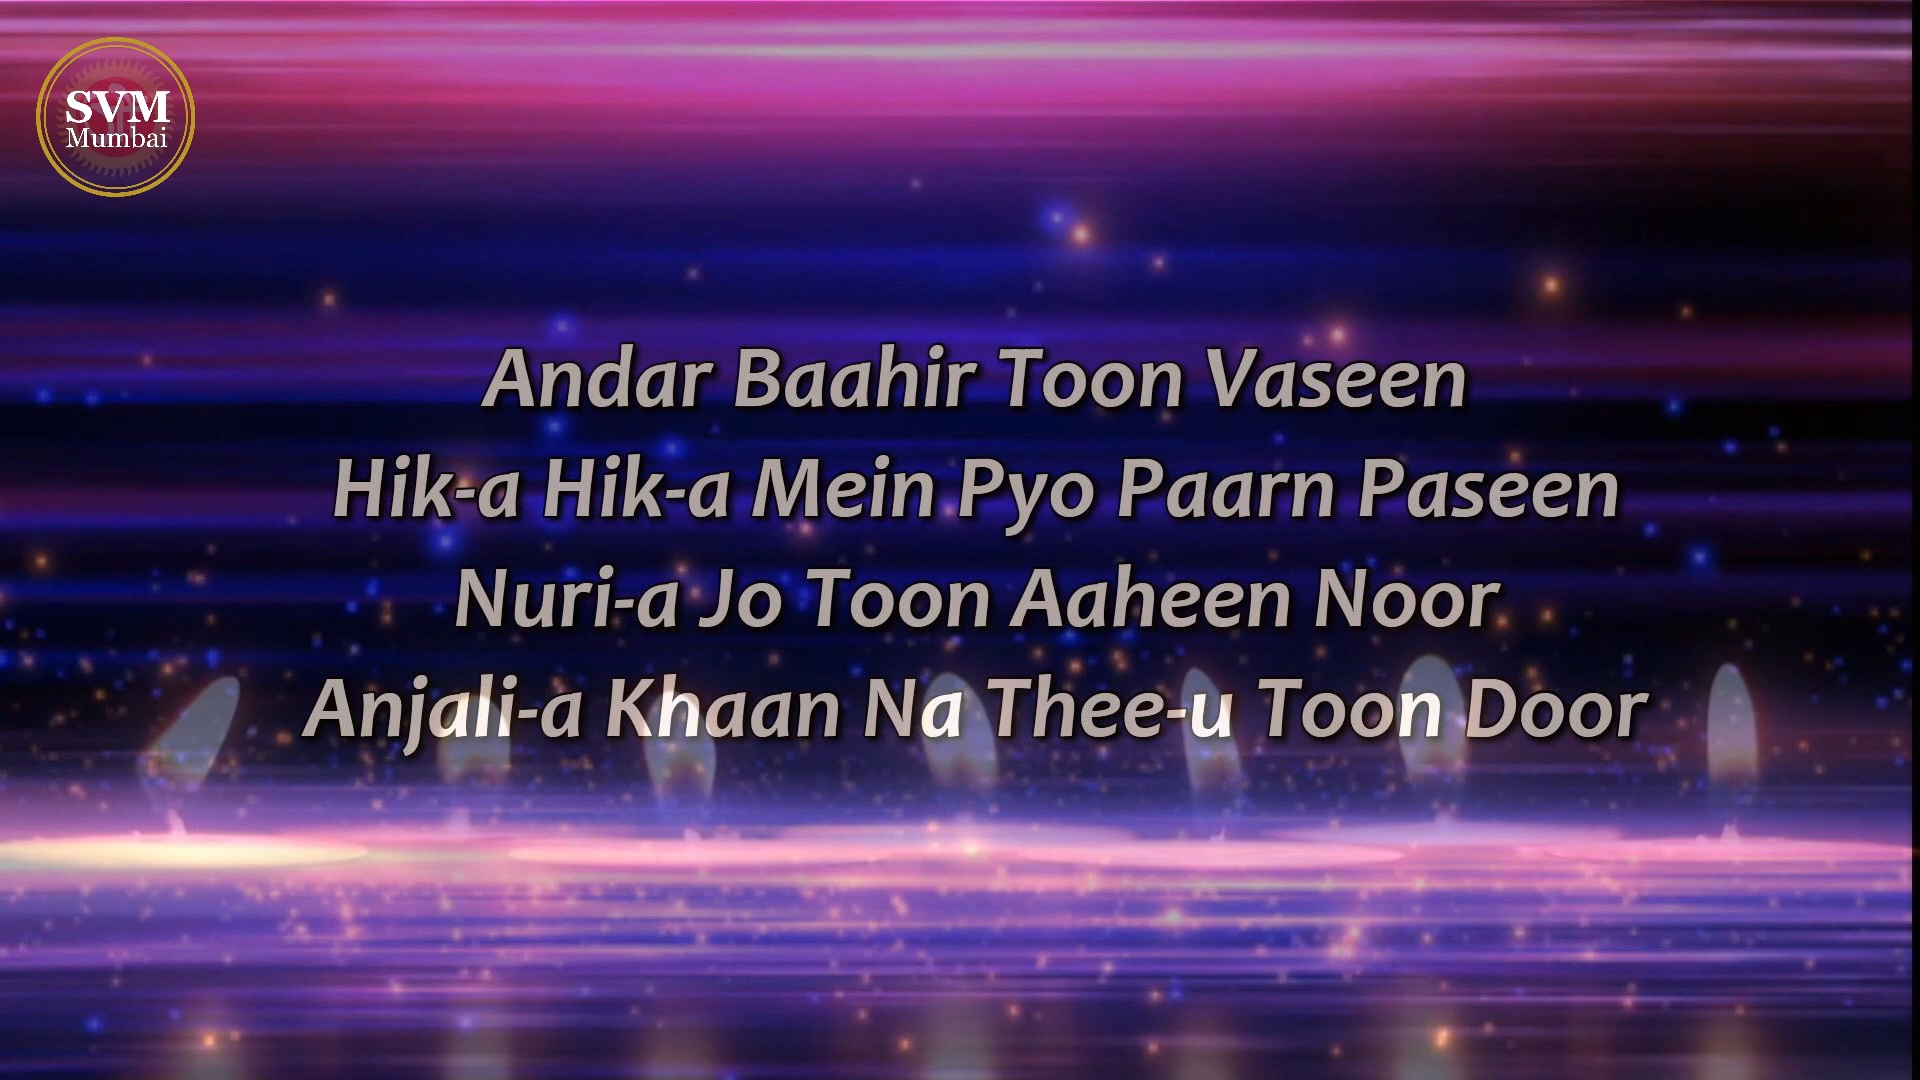 SVM
Mumbai
Andar Baahir Toon Vaseen
Hik-a Hik-a Mein Pyo Paarn Paseen
Nuri-a Jo Toon Aaheen Noor
Anjali-a Khaan Na Thee-u Toon Door